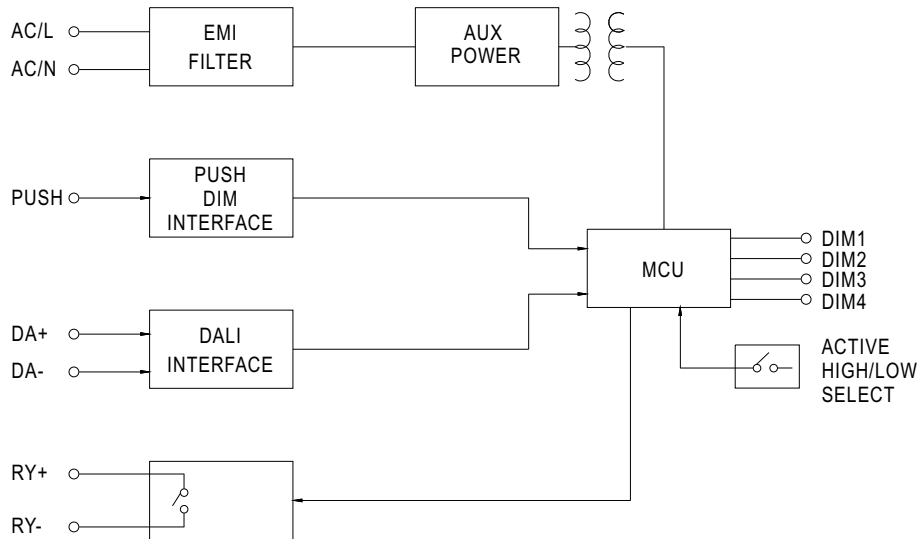 AC/L
AC/N
EMI
FILTER
AUX
POWER
PUSH
PUSH
DIM
INTERFACE
MCU
DIM1
DIM2
DIM3
DIM4
DA+
DA-
DALI
INTERFACE
ACTIVE
HIGH/LOW
SELECT
RY+
RY-